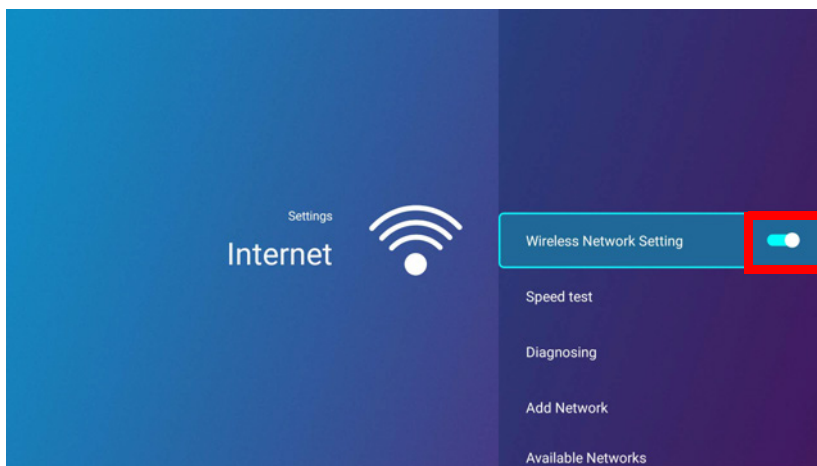 Settings
Internet
Wireless Network Setting
Speed test
Diagnosing
Add Network
Available Networks